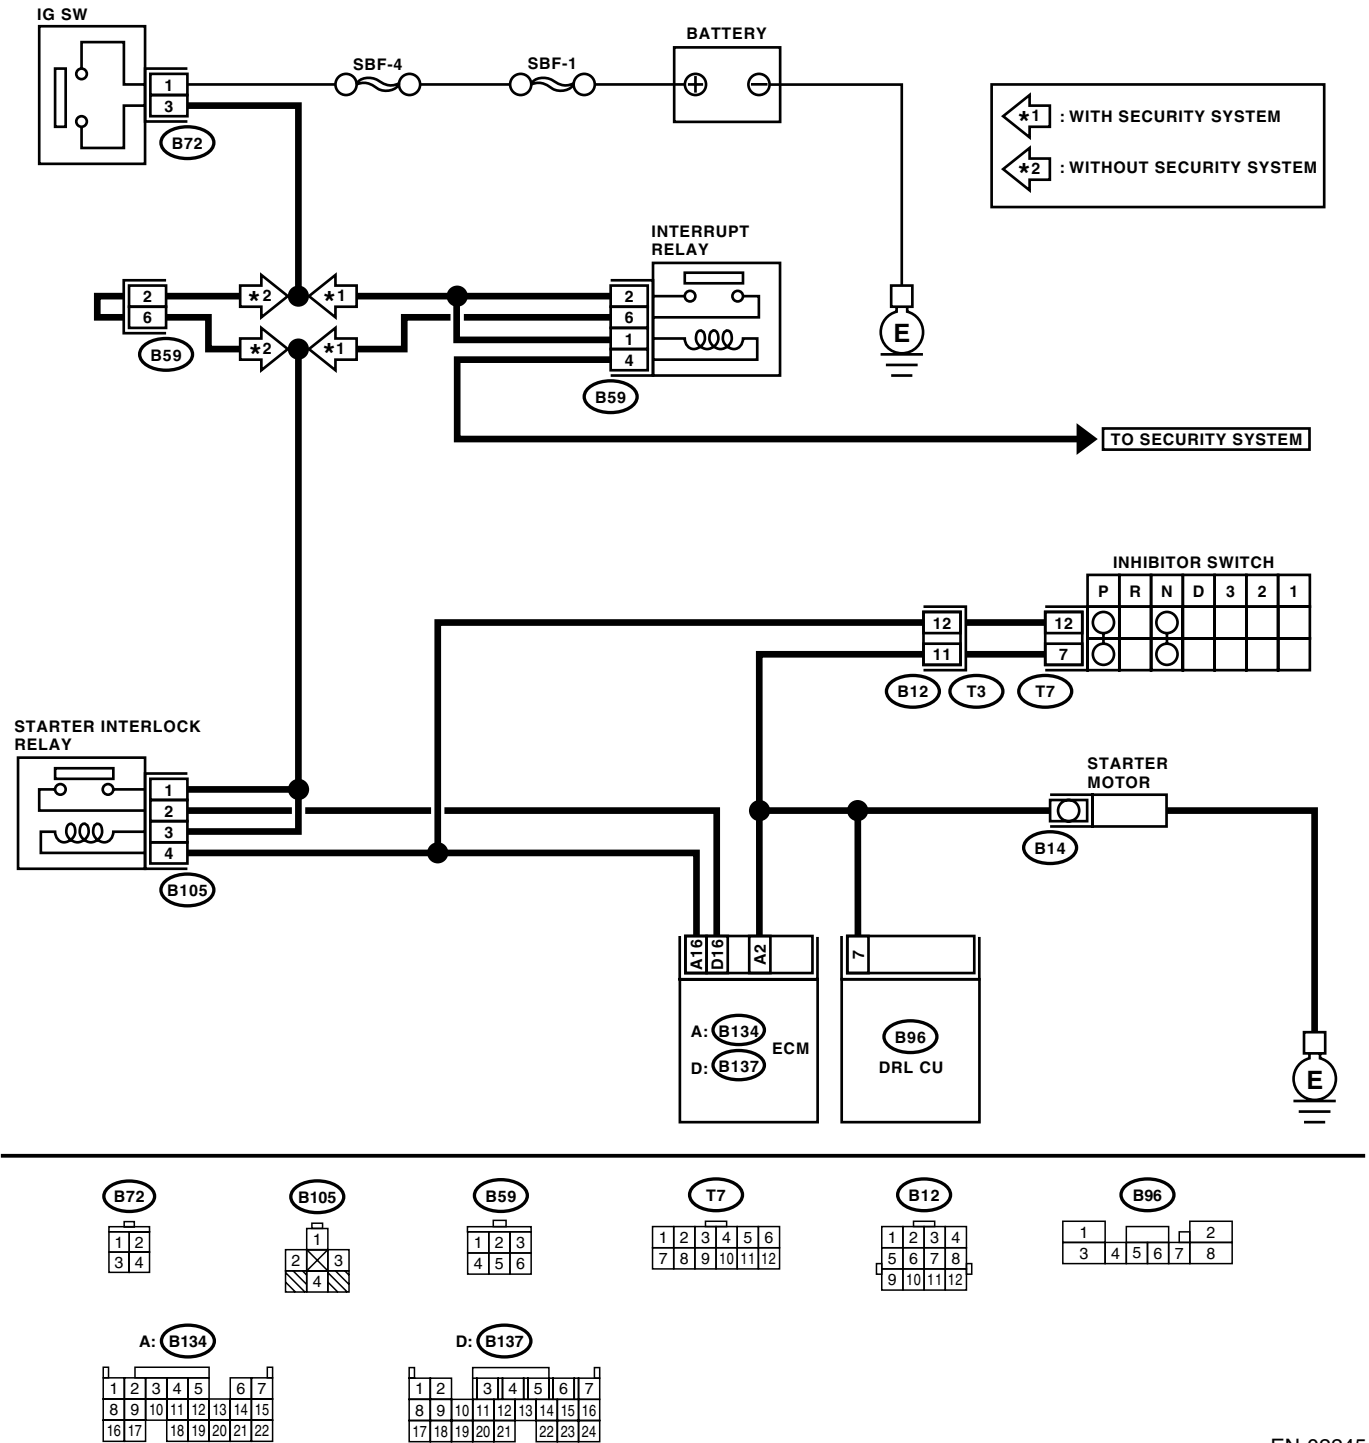 IG SW
BATTERY
SBF-4
SBF-1
1
3
B72
*1 : WITH SECURITY SYSTEM
*2 : WITHOUT SECURITY SYSTEM
INTERRUPT
RELAY
2
6
*2
*1
*2
*1
B59
2
6
1
4
B59
E
TO SECURITY SYSTEM
INHIBITOR SWITCH
P R N D 3 2 1
12
11
12
7
B12
T3
T7
STARTER INTERLOCK
RELAY
1
2
3
4
B105
STARTER
MOTOR
B14
A16
D16
A2
7
A: B134
D: B137
ECM
B96
DRL CU
E
B72
B105
B59
T7
B12
B96
1 2
3 4
1
2 3
4
1 2 3
4 5 6
1 2 3 4 5 6
7 8 9 10 11 12
1 2 3 4
5 6 7 8
9 10 11 12
1 2
3 4 5 6 7 8
A: B134
D: B137
1 2 3 4 5 6 7
8 9 10 11 12 13 14 15
16 17 18 19 20 21 22
1 2 3 4 5 6 7
8 9 10 11 12 13 14 15 16
17 18 19 20 21 22 23 24